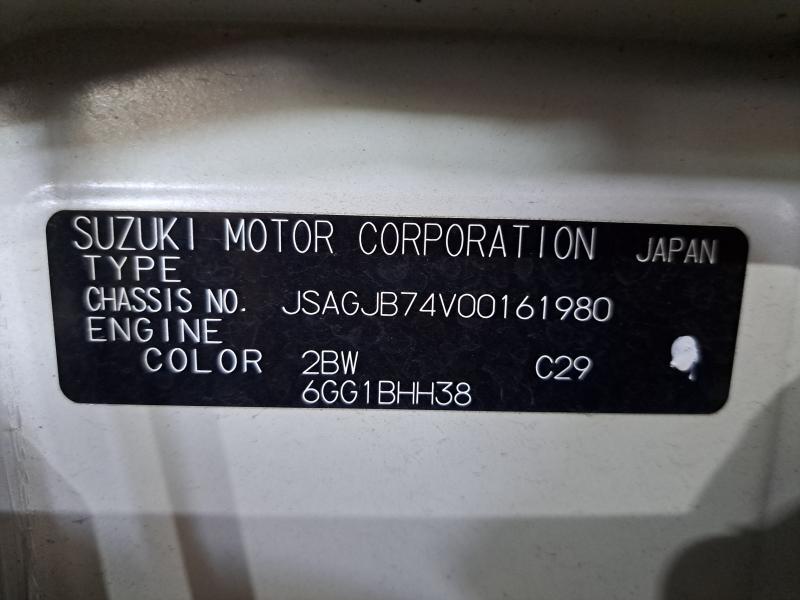 SUZUKI MOTOR CORPORATION JAPAN
TYPE
CHASSIS NO. JSAGJB74V00161980
ENGINE
COLOR 2BW C29
6GG1BHH38